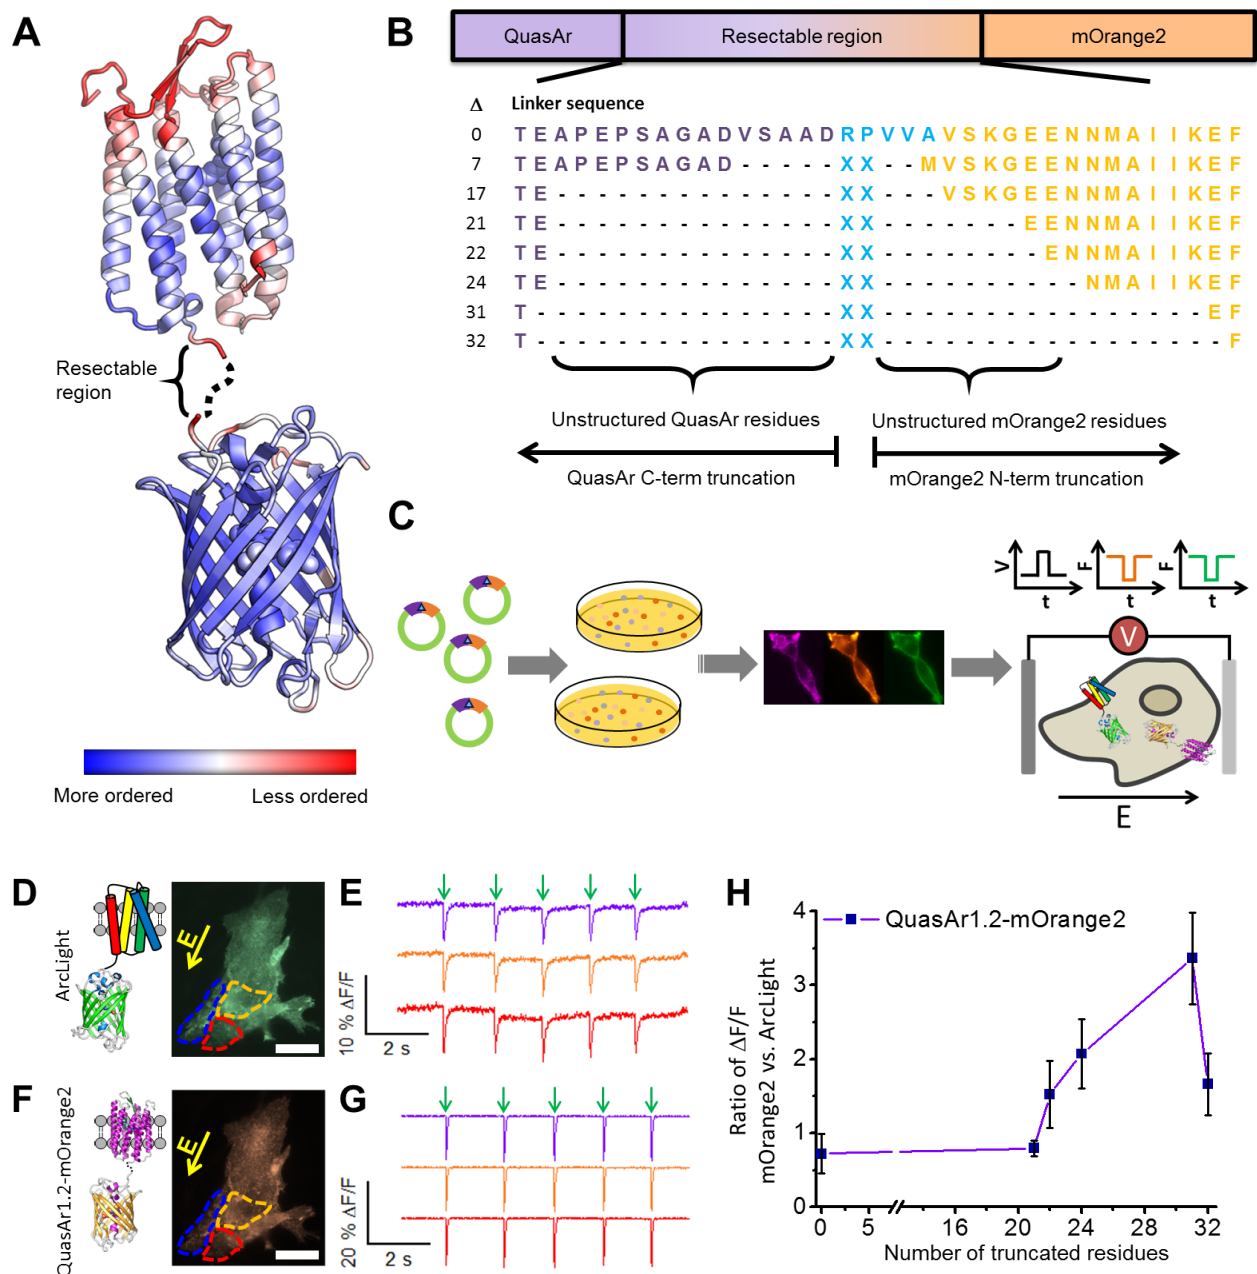 A
Resectable
region
More ordered
Less ordered
B
QuasAr
Resectable region
mOrange2
Δ Linker sequence
0 T E A P E P S A G A D V S A A D R P V V A V S K G E E N N M A I I K E F
7 T E A P E P S A G A D - - - - - X X - - M V S K G E E N N M A I I K E F
17 T E - - - - - - - - - - - - - - X X - - - V S K G E E N N M A I I K E F
21 T E - - - - - - - - - - - - - - X X - - - - - - - E E N N M A I I K E F
22 T E - - - - - - - - - - - - - - X X - - - - - - - - E N N M A I I K E F
24 T E - - - - - - - - - - - - - - X X - - - - - - - - - - N M A I I K E F
31 T - - - - - - - - - - - - - - - X X - - - - - - - - - - - - - - - - E F
32 T - - - - - - - - - - - - - - - X X - - - - - - - - - - - - - - - - - F
Unstructured QuasAr residues
Unstructured mOrange2 residues
QuasAr C-term truncation
mOrange2 N-term truncation
C
V
t
F
t
F
t
V
E
D
ArcLight
E
E
10 % ΔF/F
2 s
F
QuasAr1.2-mOrange2
E
G
20 % ΔF/F
2 s
H
QuasAr1.2-mOrange2
Ratio of ΔF/F
mOrange2 vs. ArcLight
4
3
2
1
0
0 5 16 20 24 28 32
Number of truncated residues